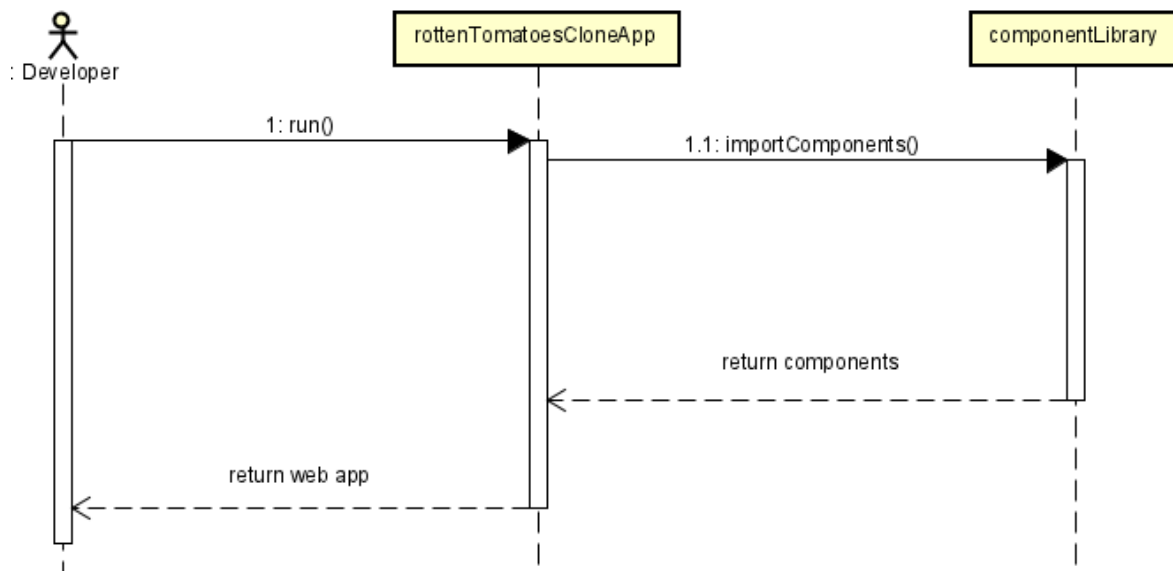 rottenTomatoesCloneApp
componentLibrary
: Developer
1: run()
1.1: importComponents()
return components
return web app